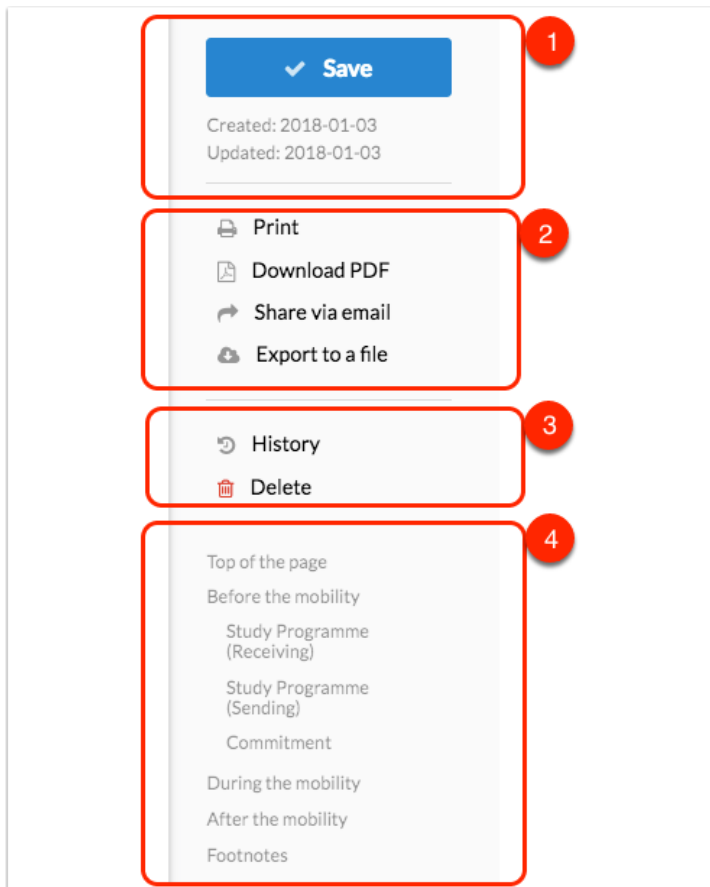 1
Save
Created: 2018-01-03
Updated: 2018-01-03
2
Print
Download PDF
Share via email
Export to a file
3
History
Delete
4
Top of the page
Before the mobility
Study Programme
(Receiving)
Study Programme
(Sending)
Commitment
During the mobility
After the mobility
Footnotes